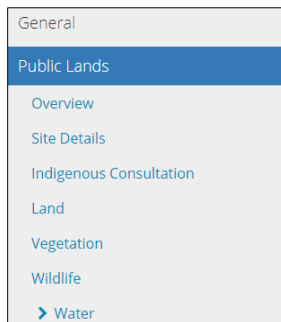 General
Public Lands
Overview
Site Details
Indigenous Consultation
Land
Vegetation
Wildlife
Water